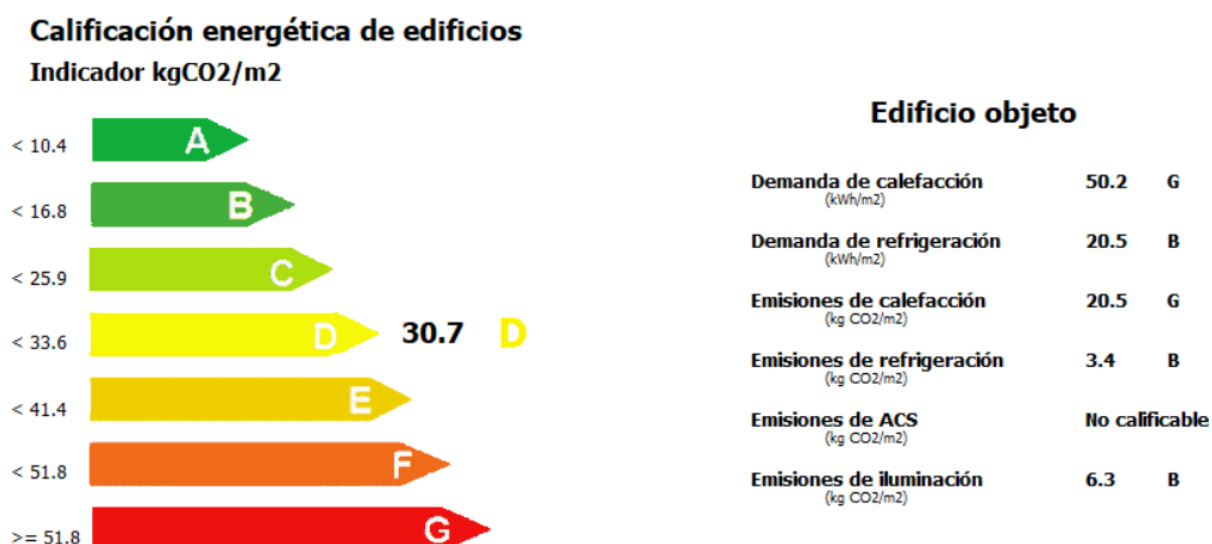 Calificación energética de edificios
Indicador kgCO2/m2
< 10.4 A
< 16.8 B
< 25.9 C
< 33.6 D 30.7 D
< 41.4 E
< 51.8 F
>= 51.8 G
Edificio objeto
Demanda de calefacción 50.2 G
(kWh/m2)
Demanda de refrigeración 20.5 B
(kWh/m2)
Emisiones de calefacción 20.5 G
(kg CO2/m2)
Emisiones de refrigeración 3.4 B
(kg CO2/m2)
Emisiones de ACS No calificable
(kg CO2/m2)
Emisiones de iluminación 6.3 B
(kg CO2/m2)